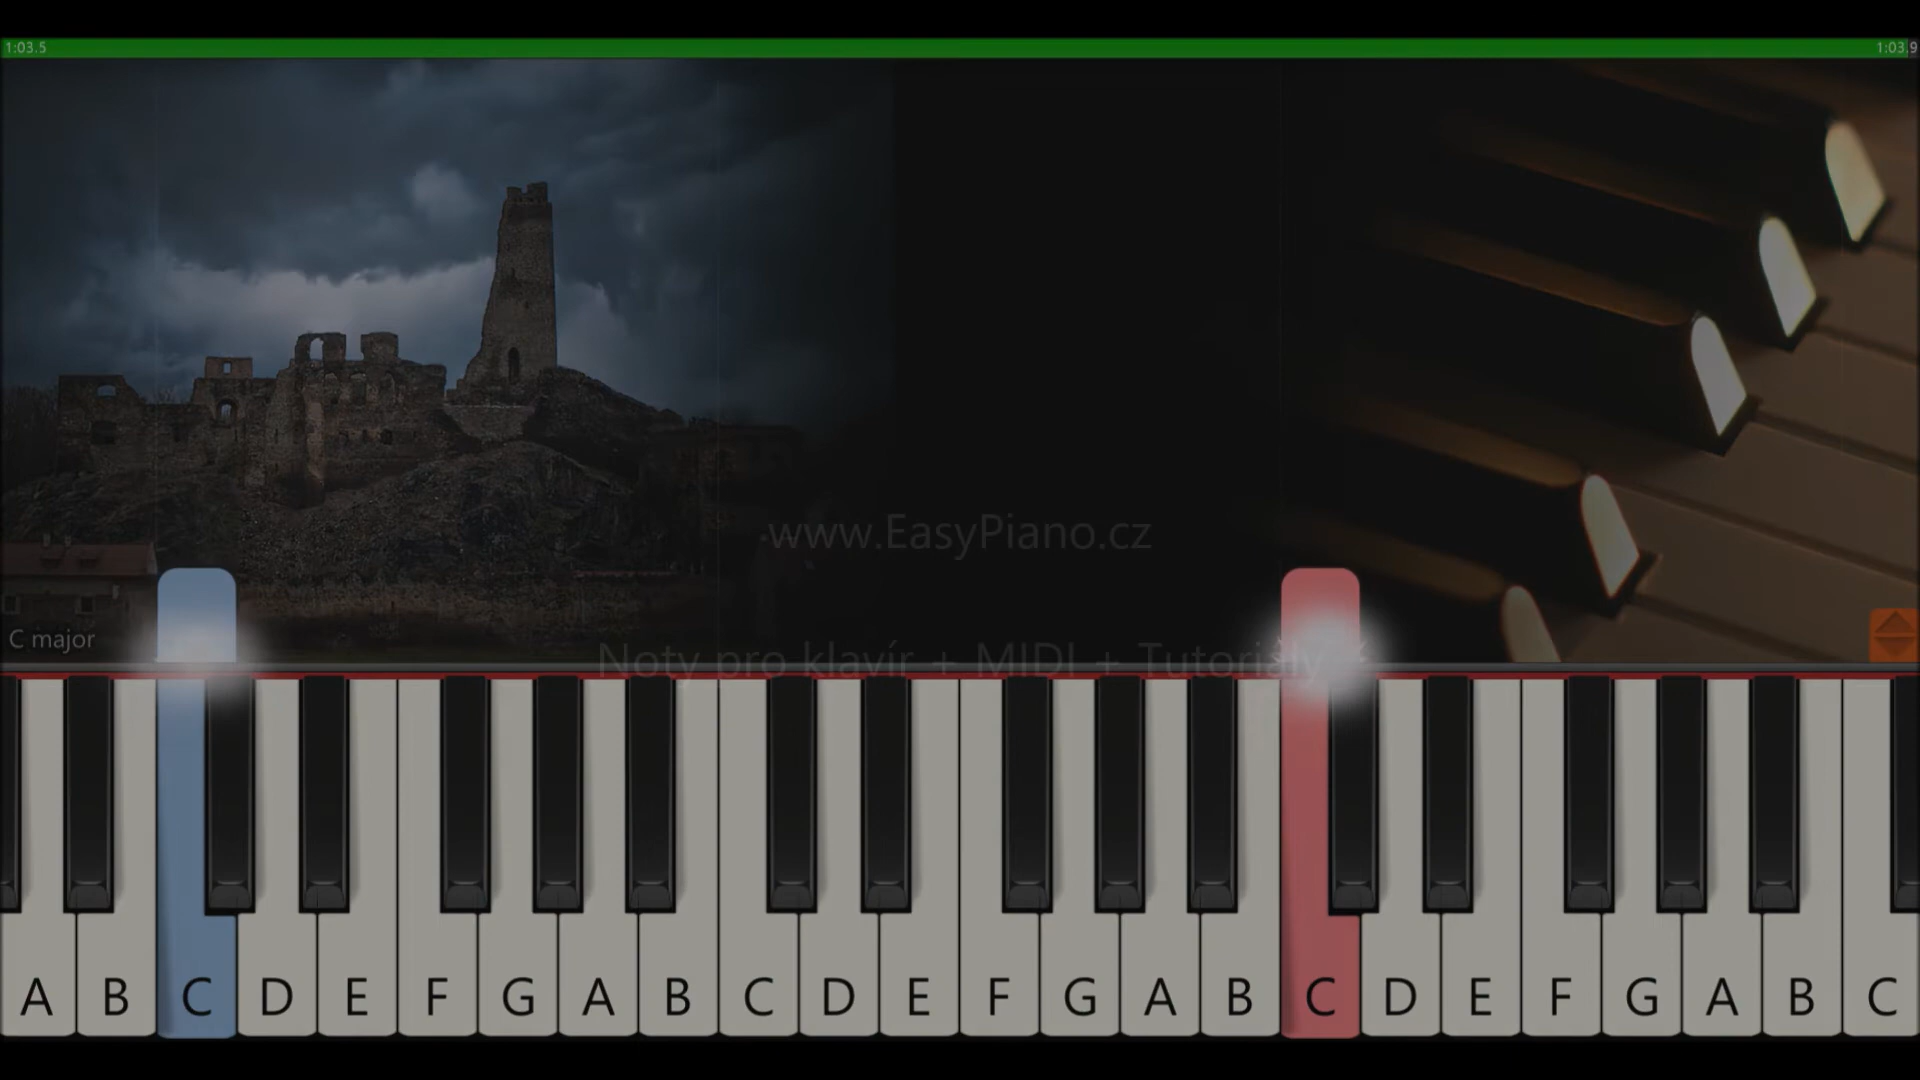 1:03.5 1:03.9
www.EasyPiano.cz
C major
Noty pro klavír + MIDI + Tutoriály
A B C D E F G A B C D E F G A B C D E F G A B C